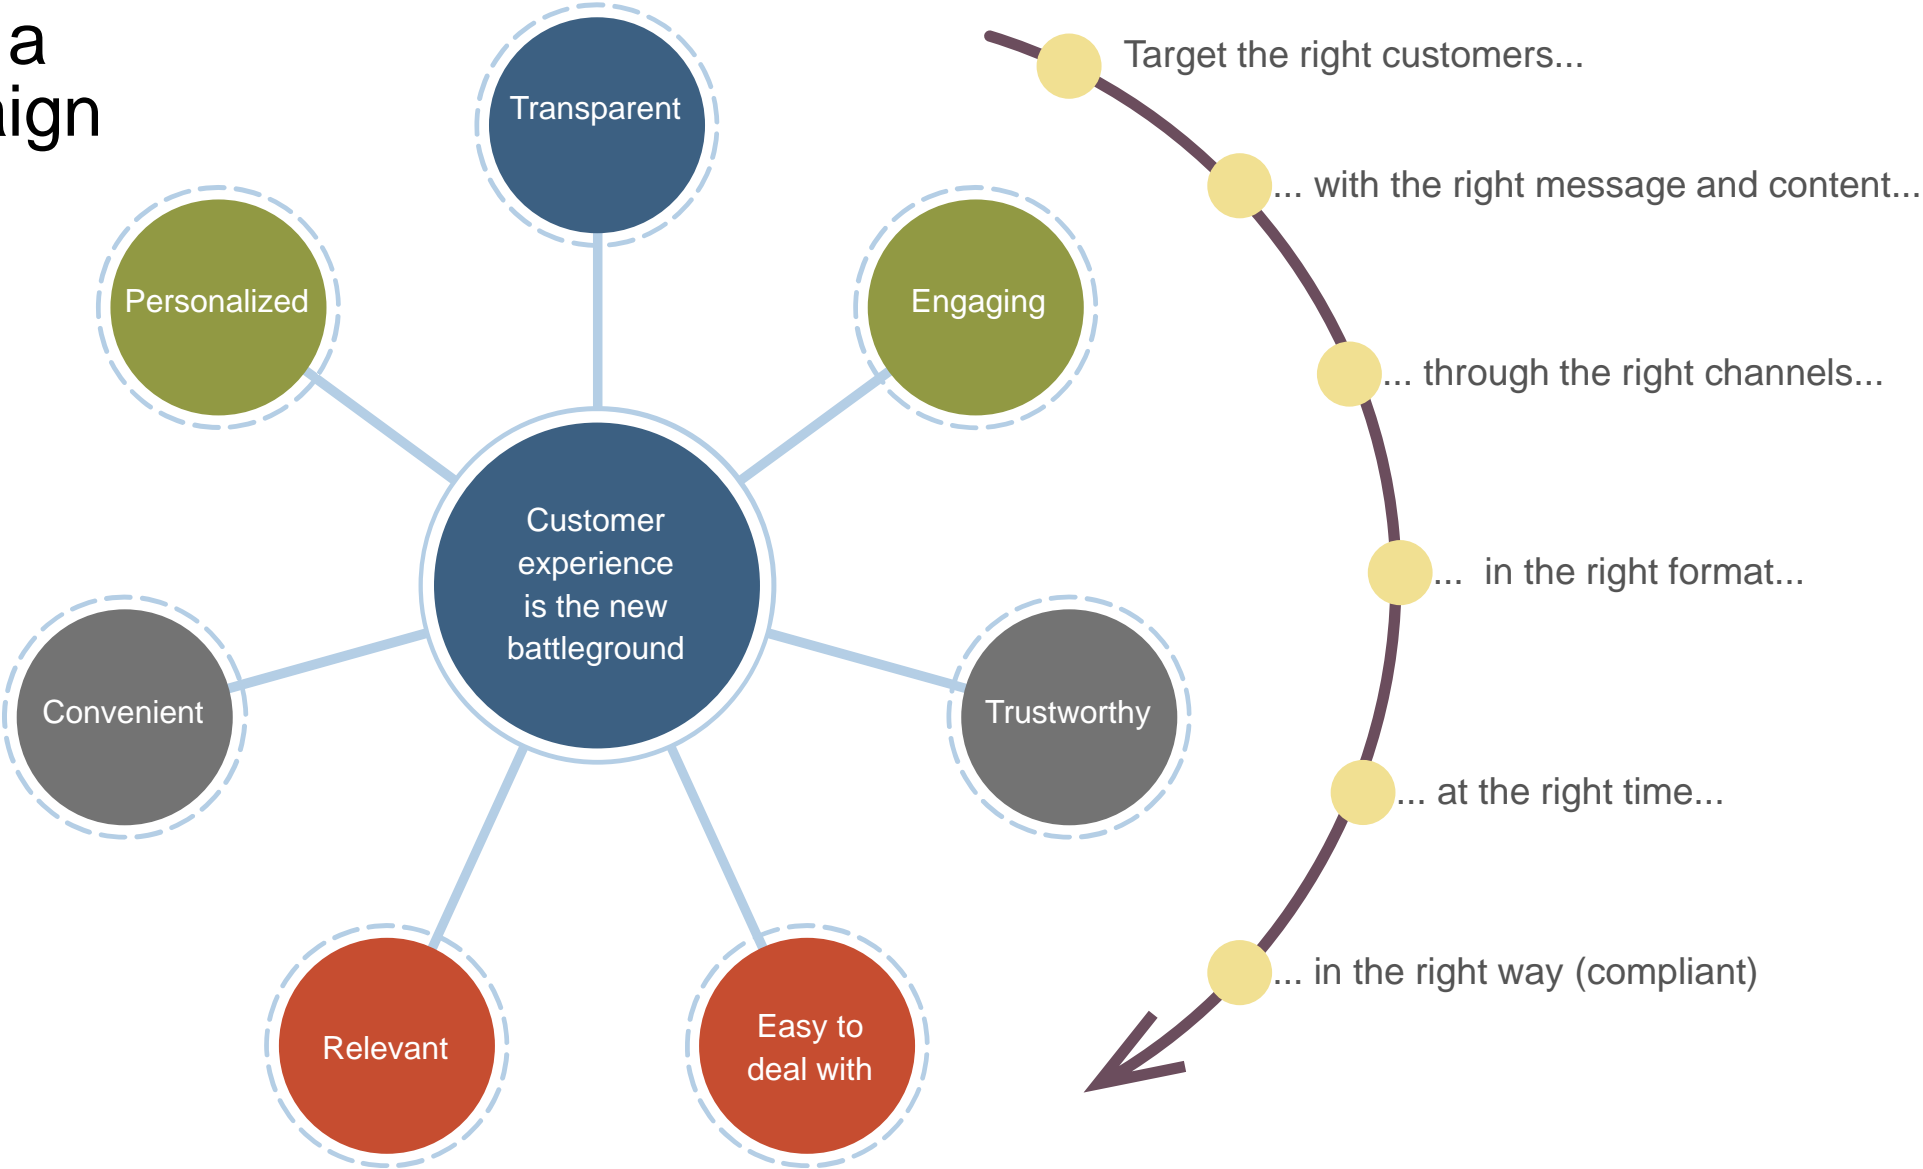 a
aign
Transparent
Personalized
Engaging
Customer
experience
is the new
battleground
Convenient
Trustworthy
Relevant
Easy to
deal with
Target the right customers...
... with the right message and content...
... through the right channels...
... in the right format...
... at the right time...
... in the right way (compliant)